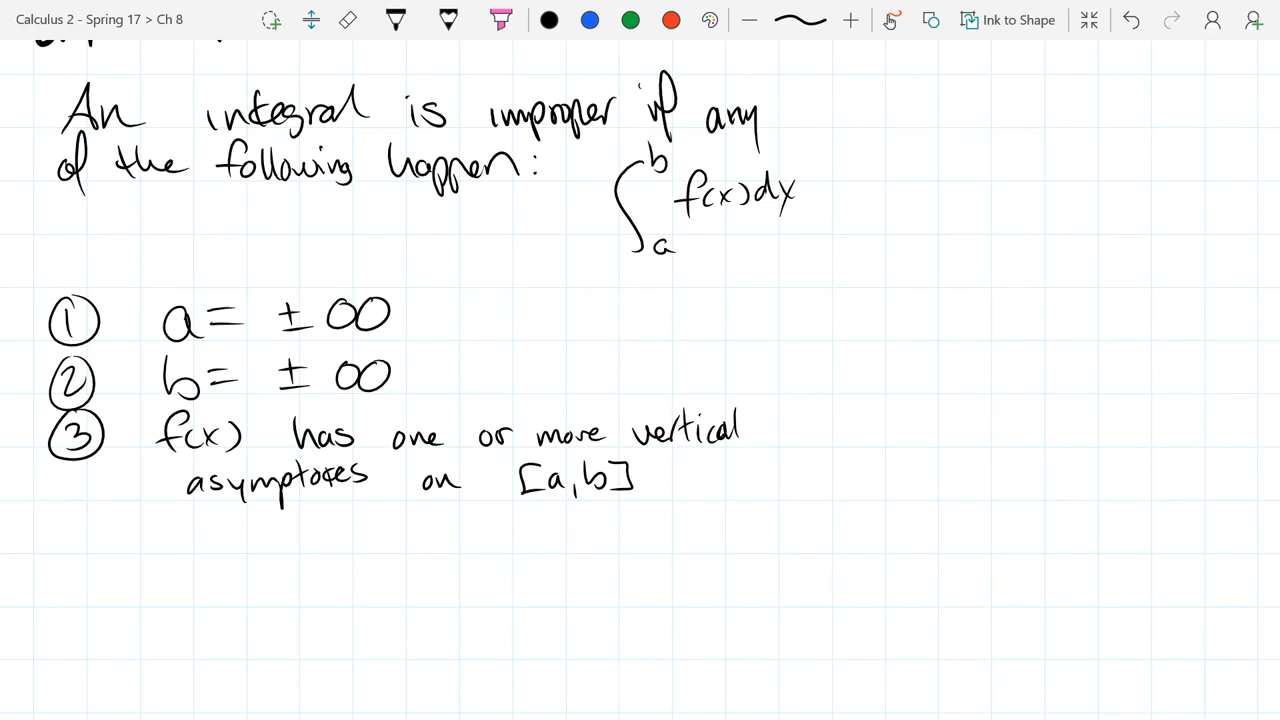 Calculus 2 - Spring 17 > Ch 8
Ink to Shape
An integral is improper if any
of the following happen:
∫_a^b f(x)dx
① a = ± ∞
② b = ± ∞
③ f(x) has one or more vertical
asymptotes on [a,b]